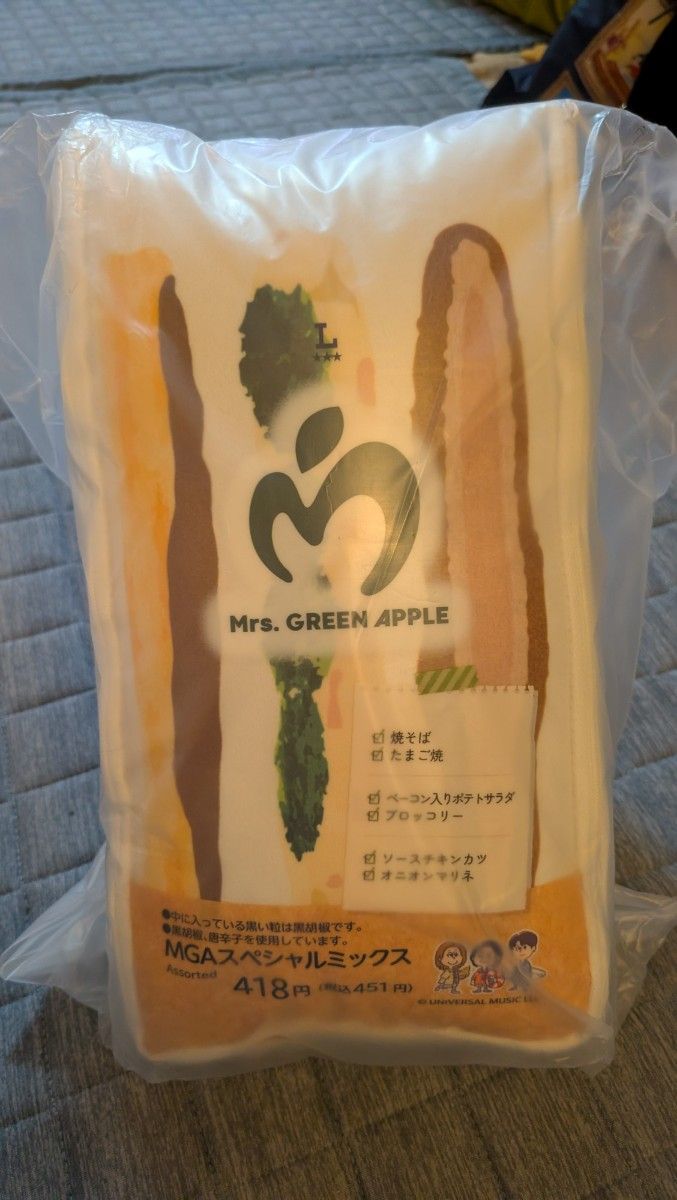 L
Mrs. GREEN APPLE
焼そば
たまご焼
ベーコン入りポテトサラダ
ブロッコリー
ソースチキンカツ
オニオンマリネ
●中に入っている黒い粒は黒胡椒です。
●黒胡椒、唐辛子を使用しています。
MGAスペシャルミックス
Assorted
418円 (税込451円)
© UNIVERSAL MUSIC LLC